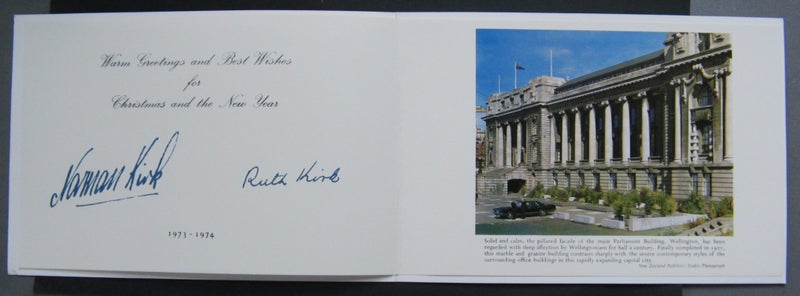 Warm Greetings and Best Wishes
for
Christmas and the New Year
Norman Kirk
Ruth Kirk
1973 - 1974
Solid and calm, the pillared facade of the main Parliament Building, Wellington, has been
regarded with deep affection by Wellingtonians for half a century. Finally completed in 1922,
this marble and granite building contrasts sharply with the severe contemporary styles of the
surrounding office buildings in this rapidly expanding capital city.
New Zealand Publicity Studio Photograph